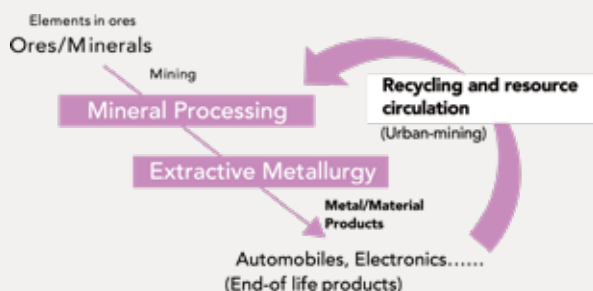 Elements in ores
Ores/Minerals
Mining
Mineral Processing
Recycling and resource
circulation
(Urban-mining)
Extractive Metallurgy
Metal/Material
Products
Automobiles, Electronics......
(End-of life products)